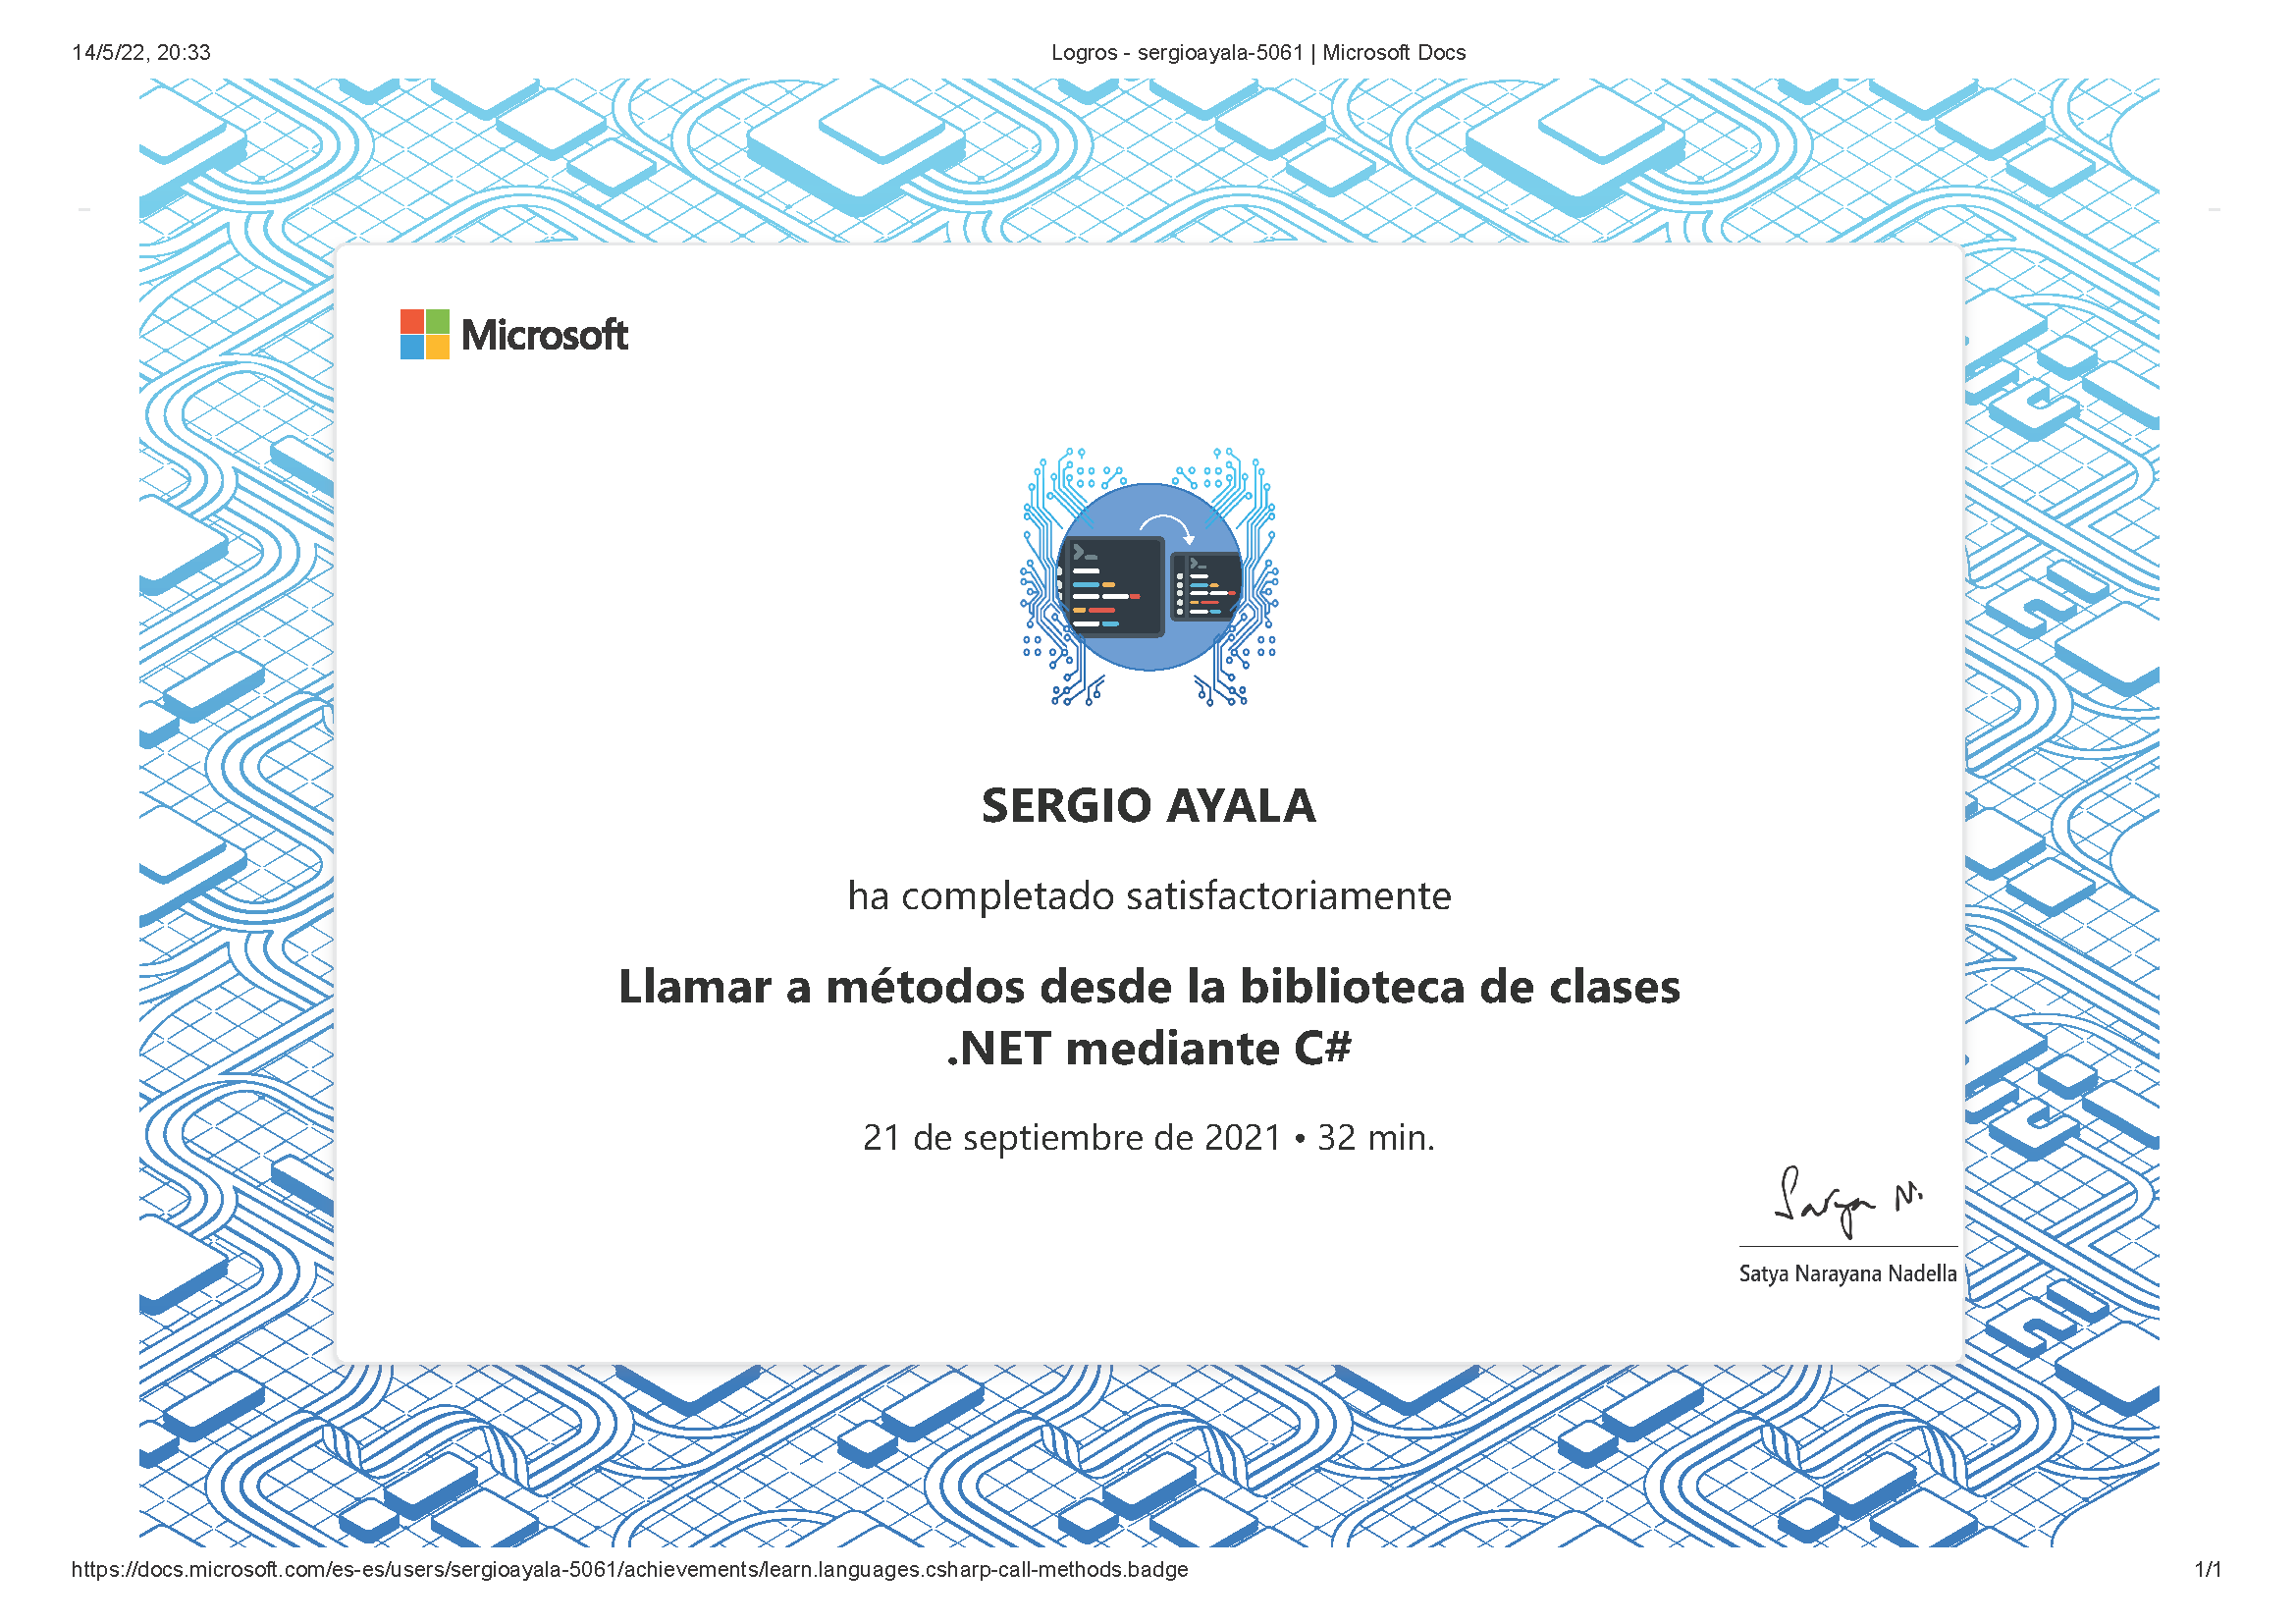 14/5/22, 20:33
Logros - sergioayala-5061 | Microsoft Docs
Microsoft
SERGIO AYALA
ha completado satisfactoriamente
Llamar a métodos desde la biblioteca de clases
.NET mediante C#
21 de septiembre de 2021 • 32 min.
Satya N.
Satya Narayana Nadella
https://docs.microsoft.com/es-es/users/sergioayala-5061/achievements/learn.languages.csharp-call-methods.badge
1/1